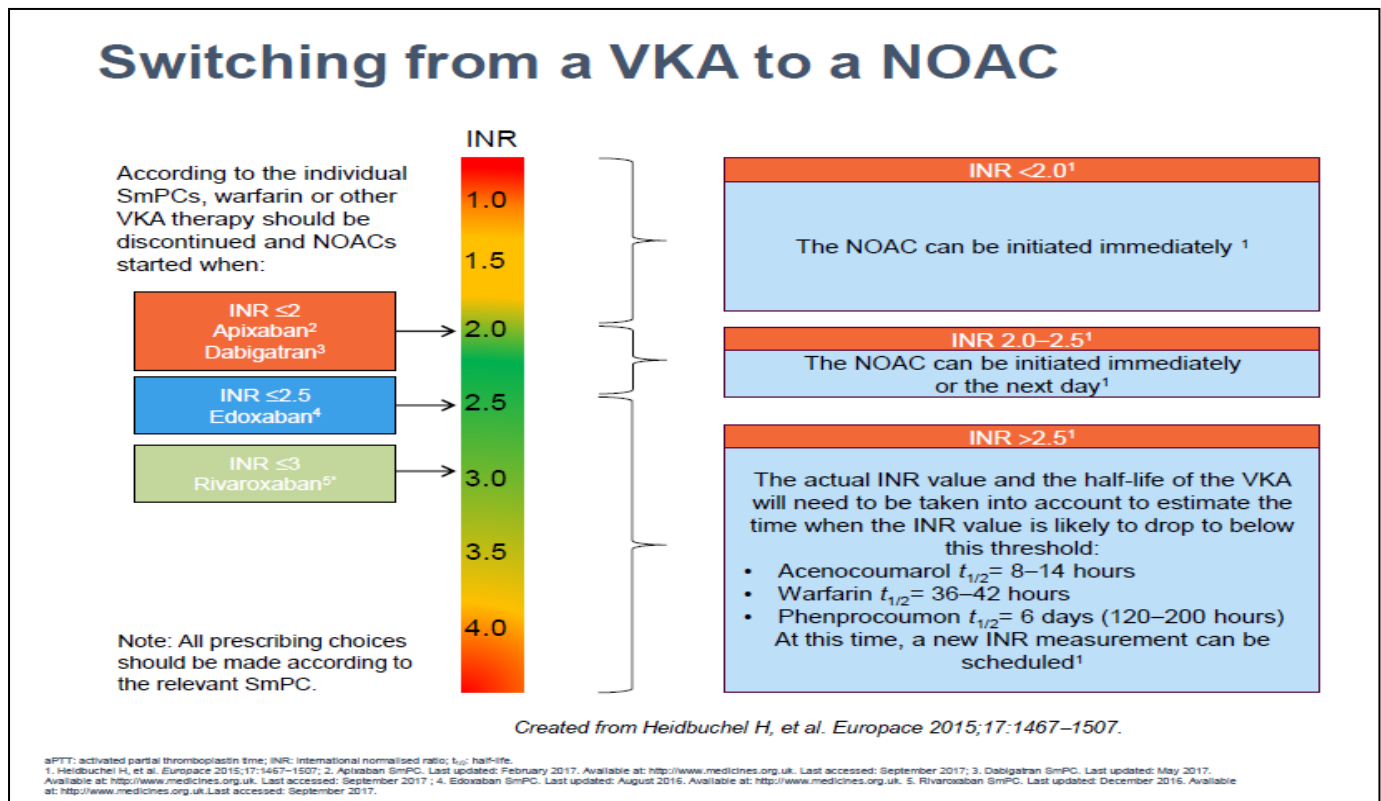 Switching from a VKA to a NOAC
According to the individual
SmPCs, warfarin or other
VKA therapy should be
discontinued and NOACs
started when:
INR ≤2
Apixaban²
Dabigatran³
INR ≤2.5
Edoxaban⁴
INR ≤3
Rivaroxaban⁵*
Note: All prescribing choices
should be made according to
the relevant SmPC.
INR
1.0
1.5
2.0
2.5
3.0
3.5
4.0
INR <2.0¹
The NOAC can be initiated immediately ¹
INR 2.0–2.5¹
The NOAC can be initiated immediately
or the next day¹
INR >2.5¹
The actual INR value and the half-life of the VKA
will need to be taken into account to estimate the
time when the INR value is likely to drop to below
this threshold:
• Acenocoumarol t1/2= 8–14 hours
• Warfarin t1/2= 36–42 hours
• Phenprocoumon t1/2= 6 days (120–200 hours)
At this time, a new INR measurement can be
scheduled¹
Created from Heidbuchel H, et al. Europace 2015;17:1467–1507.
aPTT: activated partial thromboplastin time; INR: international normalised ratio; t1/2: half-life.
1. Heidbuchel H, et al. Europace 2015;17:1467–1507; 2. Apixaban SmPC. Last updated: February 2017. Available at: http://www.medicines.org.uk. Last accessed: September 2017; 3. Dabigatran SmPC. Last updated: May 2017.
Available at: http://www.medicines.org.uk. Last accessed: September 2017 ; 4. Edoxaban SmPC. Last updated: August 2016. Available at: http://www.medicines.org.uk. 5. Rivaroxaban SmPC. Last updated: December 2016. Available
at: http://www.medicines.org.uk.Last accessed: September 2017.